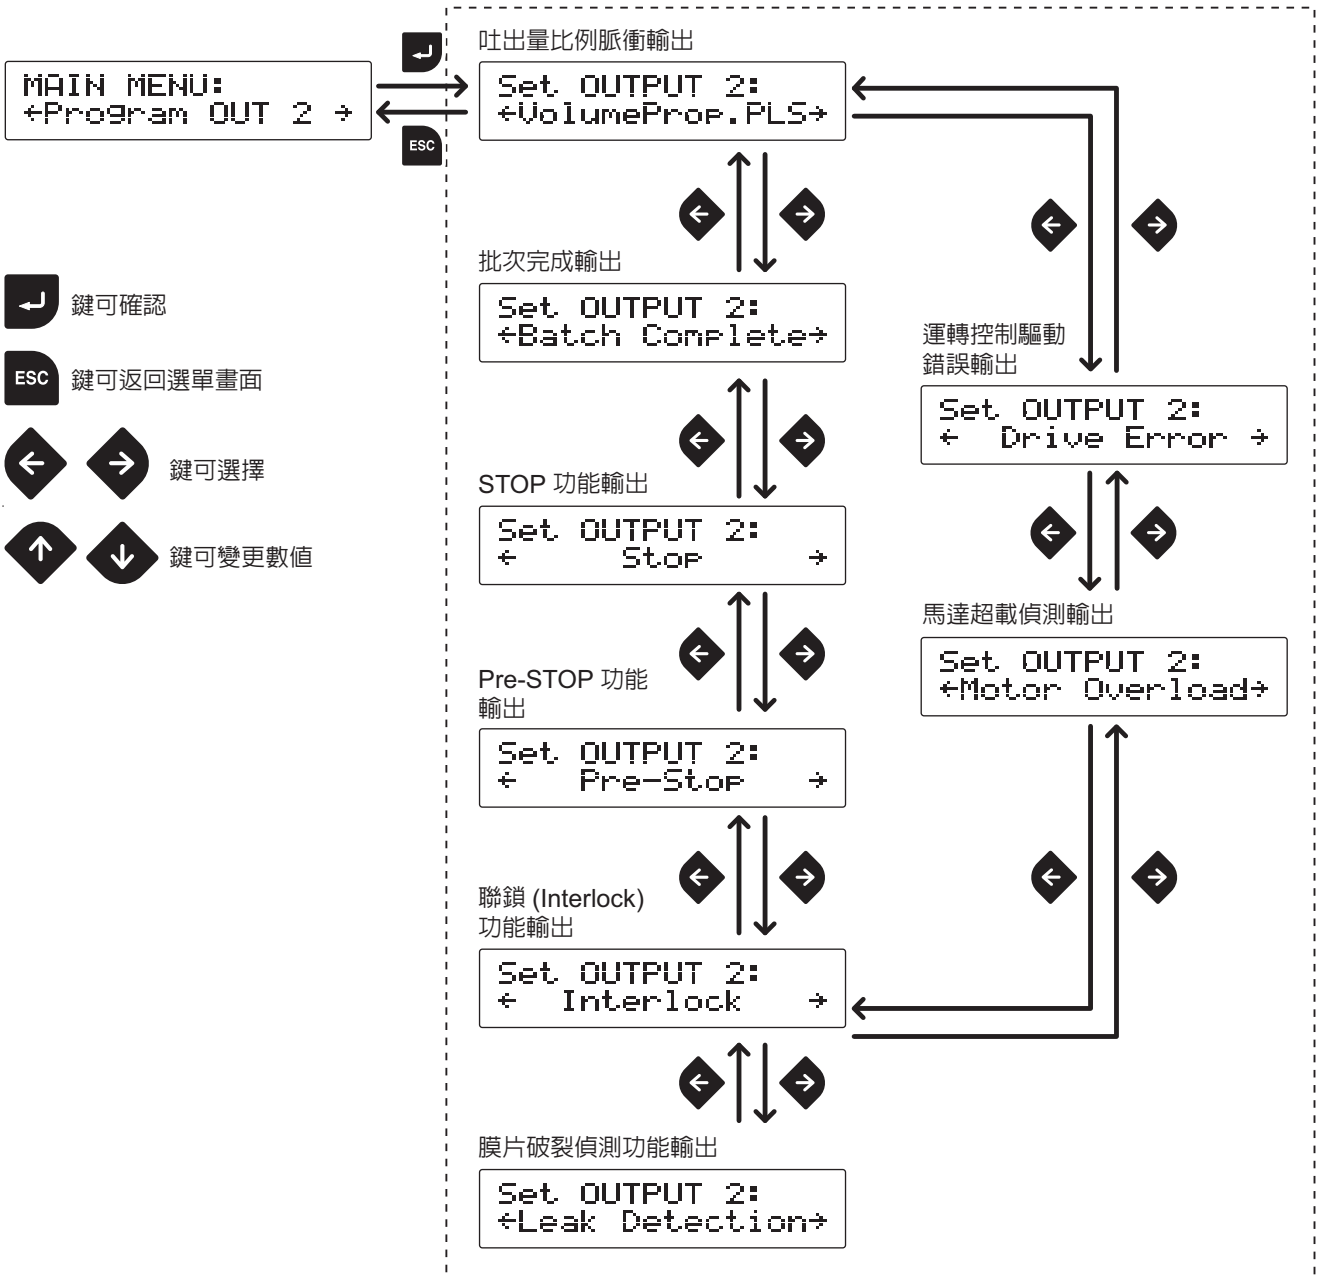 MAIN MENU:
←Program OUT 2 →
ESC
吐出量比例脈衝輸出
Set OUTPUT 2:
←VolumeProp.PLS→
批次完成輸出
Set OUTPUT 2:
←Batch Complete→
STOP 功能輸出
Set OUTPUT 2:
← Stop →
Pre-STOP 功能
輸出
Set OUTPUT 2:
← Pre-Stop →
聯鎖 (Interlock)
功能輸出
Set OUTPUT 2:
← Interlock →
膜片破裂偵測功能輸出
Set OUTPUT 2:
←Leak Detection→
運轉控制驅動
錯誤輸出
Set OUTPUT 2:
← Drive Error →
馬達超載偵測輸出
Set OUTPUT 2:
←Motor Overload→
鍵可確認
ESC 鍵可返回選單畫面
← → 鍵可選擇
↑ ↓ 鍵可變更數值